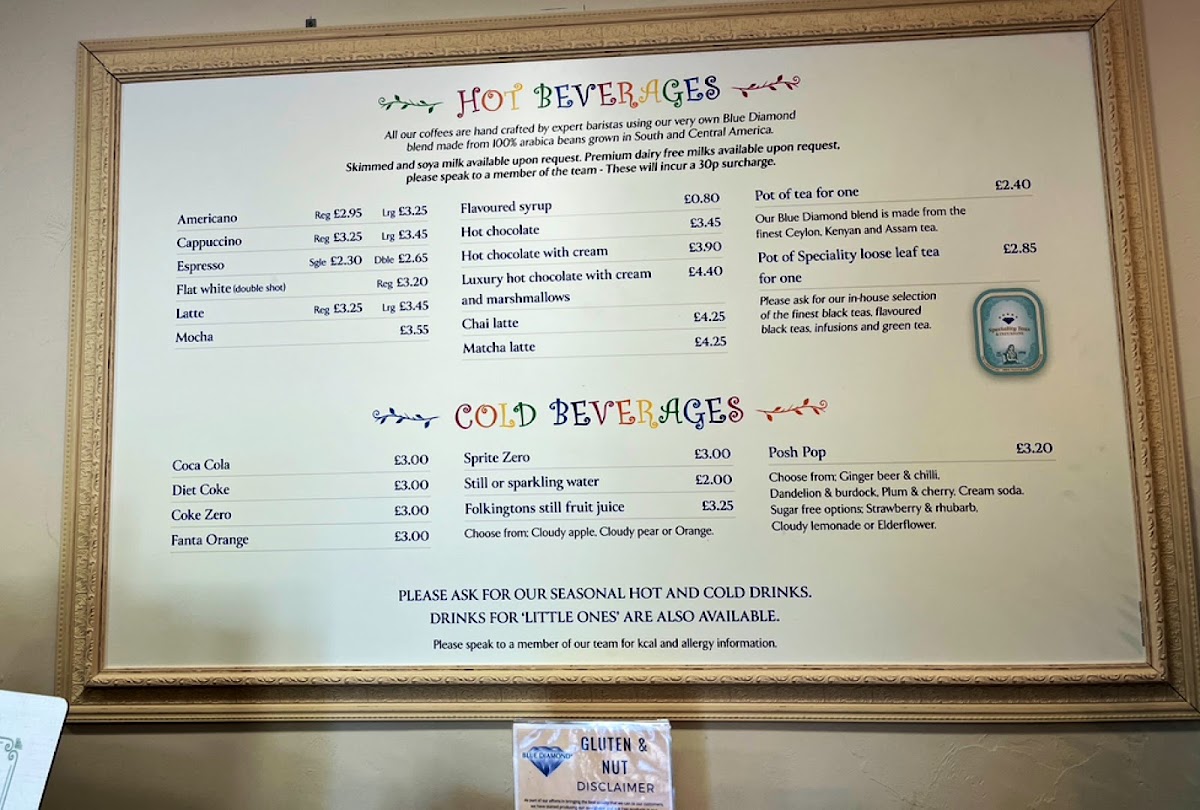 HOT BEVERAGES
All our coffees are hand crafted by expert baristas using our very own Blue Diamond
blend made from 100% arabica beans grown in South and Central America.
Skimmed and soya milk available upon request. Premium dairy free milks available upon request,
please speak to a member of the team - These will incur a 30p surcharge.
Americano Reg £2.95 Lrg £3.25
Cappuccino Reg £3.25 Lrg £3.45
Espresso Sgle £2.30 Dble £2.65
Flat white (double shot) Reg £3.20
Latte Reg £3.25 Lrg £3.45
Mocha £3.55
Flavoured syrup £0.80
Hot chocolate £3.45
Hot chocolate with cream £3.90
Luxury hot chocolate with cream £4.40
and marshmallows
Chai latte £4.25
Matcha latte £4.25
Pot of tea for one £2.40
Our Blue Diamond blend is made from the
finest Ceylon, Kenyan and Assam tea.
Pot of Speciality loose leaf tea £2.85
for one
Please ask for our in-house selection
of the finest black teas, flavoured
black teas, infusions and green tea.
Speciality Teas
COLD BEVERAGES
Coca Cola £3.00
Diet Coke £3.00
Coke Zero £3.00
Fanta Orange £3.00
Sprite Zero £3.00
Still or sparkling water £2.00
Folkingtons still fruit juice £3.25
Choose from: Cloudy apple, Cloudy pear or Orange.
Posh Pop £3.20
Choose from: Ginger beer & chilli,
Dandelion & burdock, Plum & cherry, Cream soda.
Sugar free options; Strawberry & rhubarb,
Cloudy lemonade or Elderflower.
PLEASE ASK FOR OUR SEASONAL HOT AND COLD DRINKS.
DRINKS FOR 'LITTLE ONES' ARE ALSO AVAILABLE.
Please speak to a member of our team for kcal and allergy information.
BLUE DIAMOND
GLUTEN &
NUT
DISCLAIMER